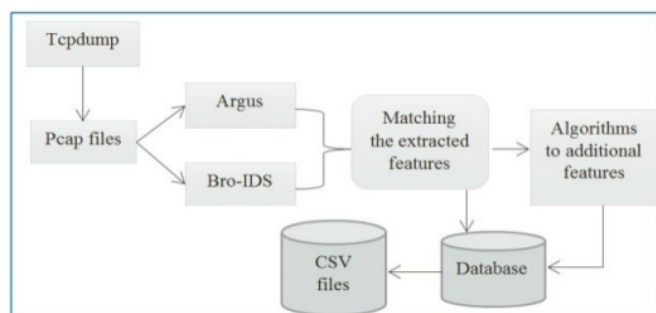 Tcpdump
Pcap files
Argus
Bro-IDS
Matching
the extracted
features
Algorithms
to additional
features
CSV
files
Database